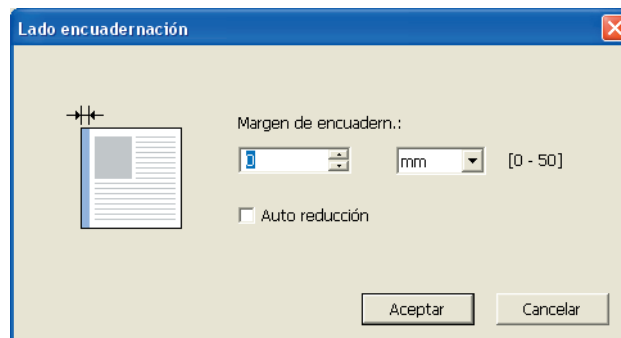 Lado encuadernación
Margen de encuadern.:
0 mm [0 - 50]
Auto reducción
Aceptar Cancelar